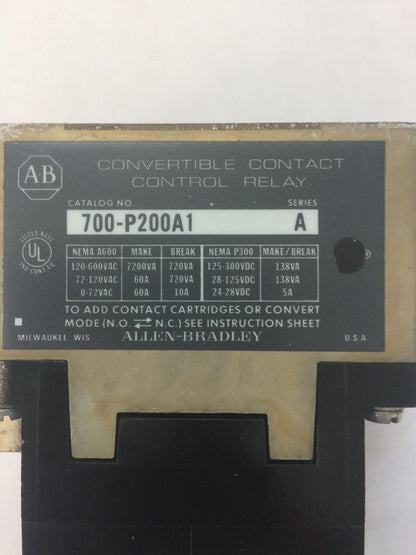 AB
CONVERTIBLE CONTACT
CONTROL RELAY
CATALOG NO. SERIES
700-P200A1 A
LISTED A196
UL
IND. CONT. EQ.
NEMA A600 MAKE BREAK NEMA P300 MAKE/BREAK
120-600VAC 7200VA 720VA 125-300VDC 138VA
72-120VAC 60A 720VA 28-125VDC 138VA
0-72VAC 60A 10A 24-28VDC 5A
®
TO ADD CONTACT CARTRIDGES OR CONVERT
MODE (N.O. ⇄ N.C.) SEE INSTRUCTION SHEET
MILWAUKEE WIS ALLEN-BRADLEY U.S.A.